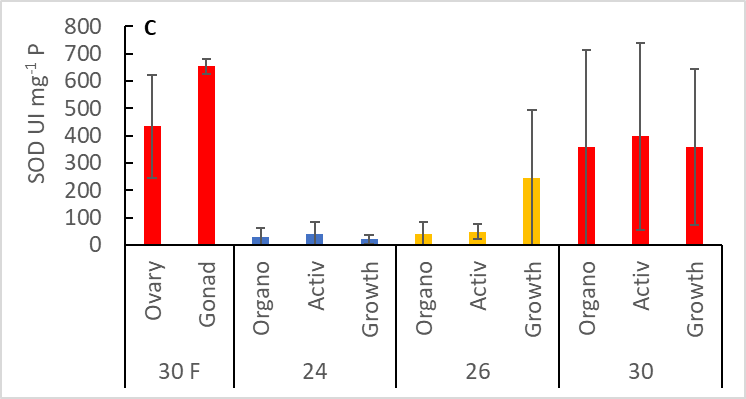 C
SOD UI mg⁻¹ P
800
700
600
500
400
300
200
100
0
Ovary
Gonad
Organo
Activ
Growth
Organo
Activ
Growth
Organo
Activ
Growth
30 F
24
26
30